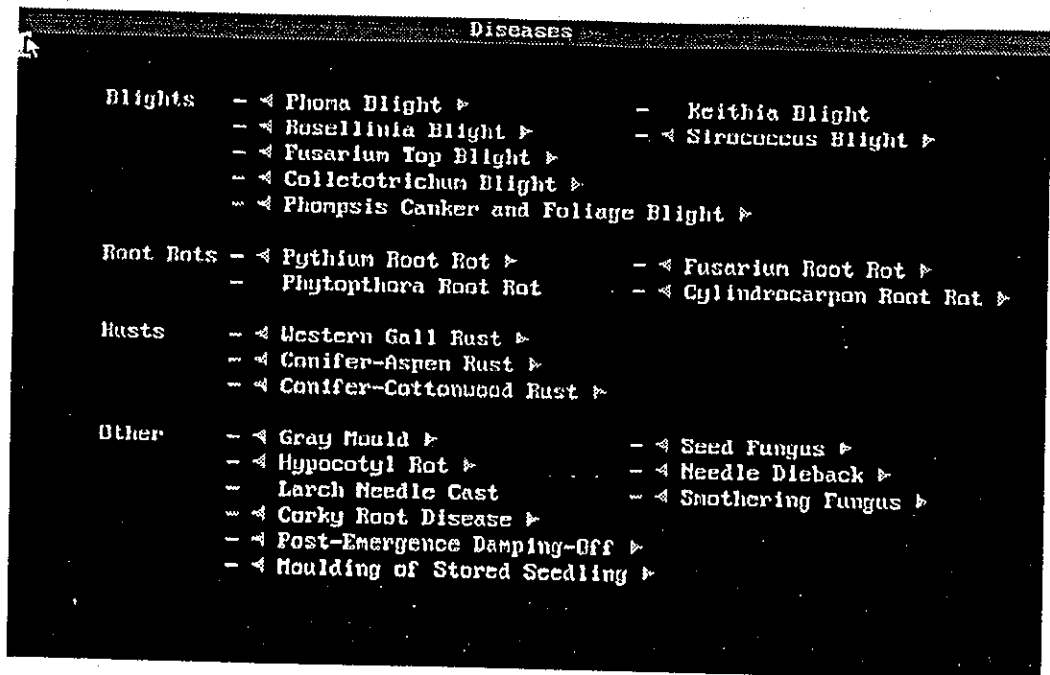 Diseases
Blights - ◄ Phoma Blight ► - Keithia Blight
- ◄ Rosellinia Blight ► - ◄ Sirococcus Blight ►
- ◄ Fusarium Top Blight ►
- ◄ Colletotrichum Blight ►
- ◄ Phompsis Canker and Foliage Blight ►
Root Rots - ◄ Pythium Root Rot ► - ◄ Fusarium Root Rot ►
- Phytopthora Root Rot - ◄ Cylindrocarpon Root Rot ►
Rusts - ◄ Western Gall Rust ►
- ◄ Conifer-Aspen Rust ►
- ◄ Conifer-Cottonwood Rust ►
Other - ◄ Gray Mould ► - ◄ Seed Fungus ►
- ◄ Hypocotyl Rot ► - ◄ Needle Dieback ►
- Larch Needle Cast - ◄ Smothering Fungus ►
- ◄ Corky Root Disease ►
- ◄ Post-Emergence Damping-Off ►
- ◄ Moulding of Stored Seedling ►